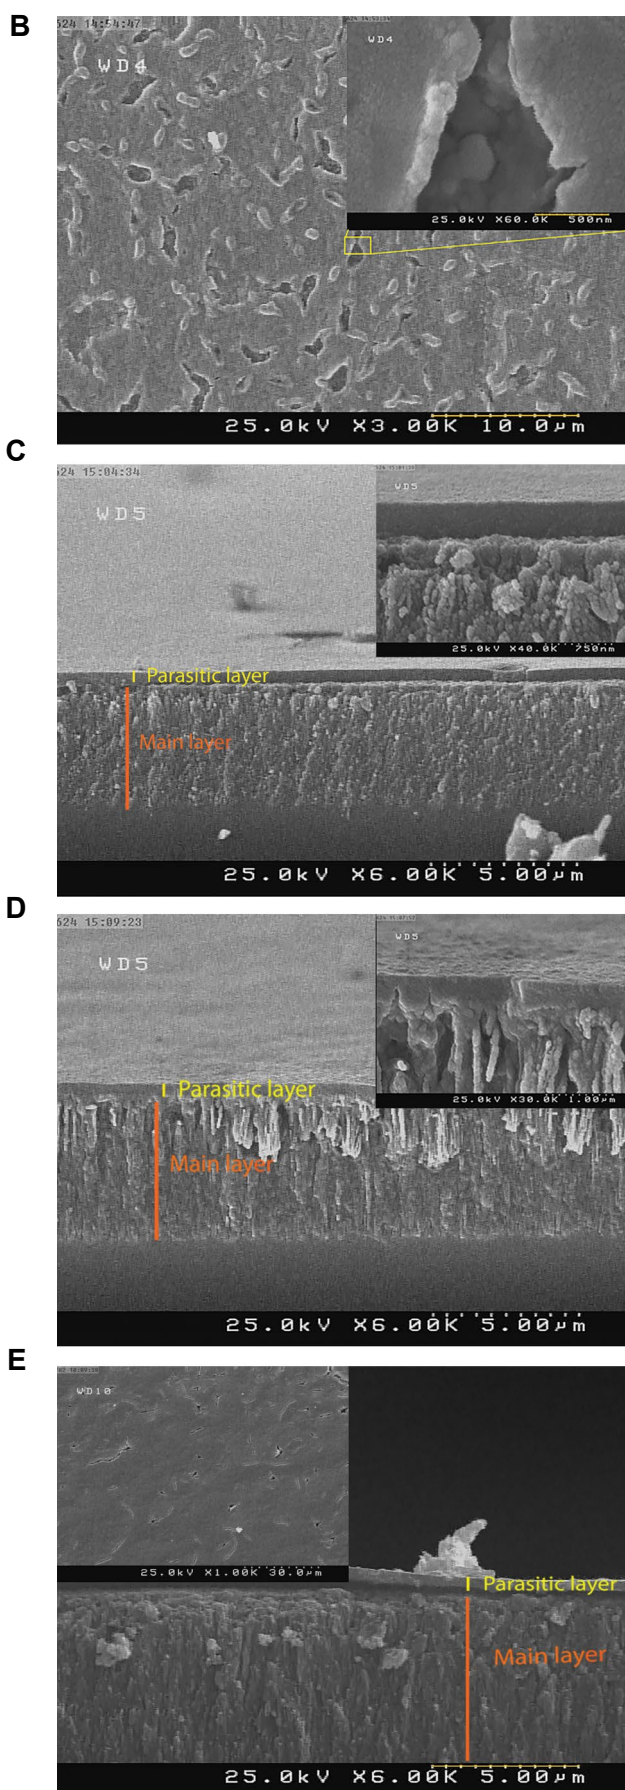 B
624 14:54:47
WD4
WD4
25.0kV X60.0K 500nm
25.0kV X3.00K 10.0μm
C
624 15:04:34
WD5
WD5
25.0kV X40.0K 750nm
Parasitic layer
Main layer
25.0kV X6.00K 5.00μm
D
624 15:09:23
WD5
WD5
25.0kV X30.0K 1.00μm
Parasitic layer
Main layer
25.0kV X6.00K 5.00μm
E
WD10
25.0kV X1.00K 30.0μm
Parasitic layer
Main layer
25.0kV X6.00K 5.00μm